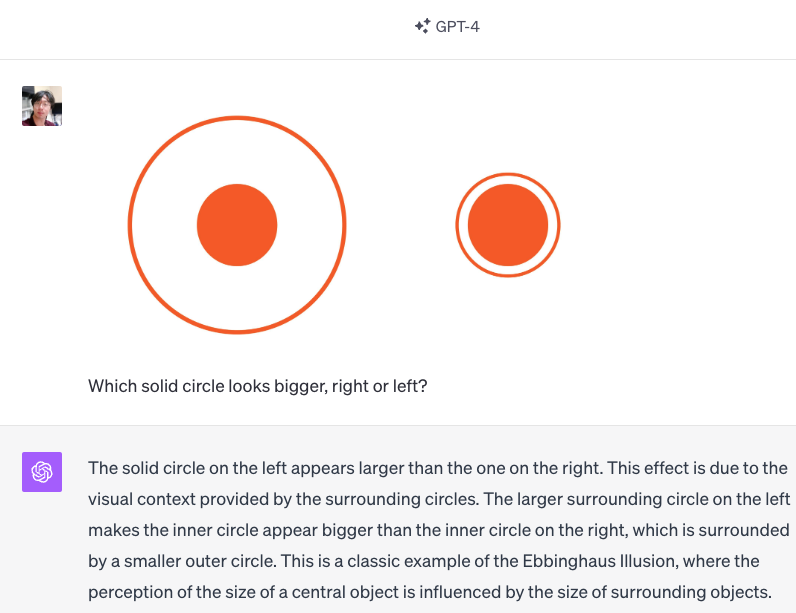 GPT-4
Which solid circle looks bigger, right or left?
The solid circle on the left appears larger than the one on the right. This effect is due to the
visual context provided by the surrounding circles. The larger surrounding circle on the left
makes the inner circle appear bigger than the inner circle on the right, which is surrounded
by a smaller outer circle. This is a classic example of the Ebbinghaus Illusion, where the
perception of the size of a central object is influenced by the size of surrounding objects.